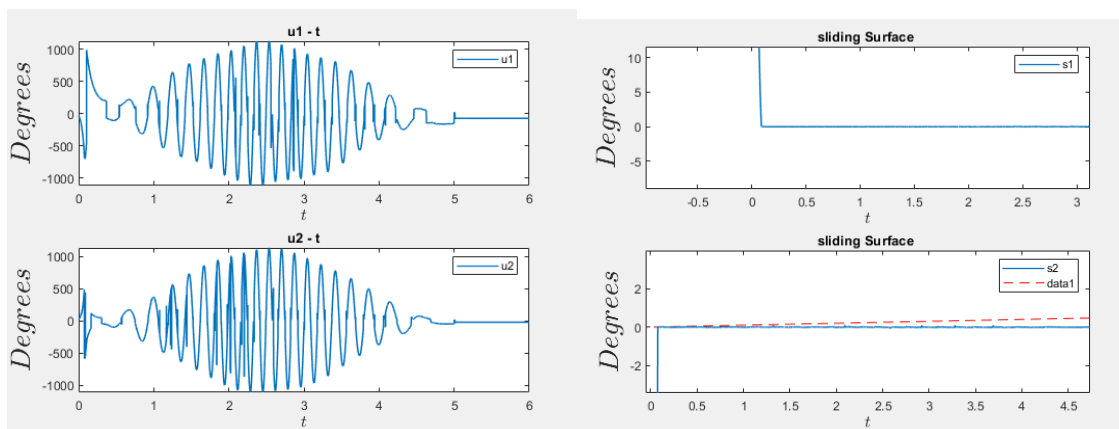 u1 - t
Degrees
1000
500
0
-500
-1000
u1
0 1 2 3 4 5 6
t
u2 - t
Degrees
1000
500
0
-500
-1000
u2
0 1 2 3 4 5 6
t
sliding Surface
Degrees
10
5
0
-5
s1
-0.5 0 0.5 1 1.5 2 2.5 3
t
sliding Surface
Degrees
2
0
-2
s2
data1
0 0.5 1 1.5 2 2.5 3 3.5 4 4.5
t